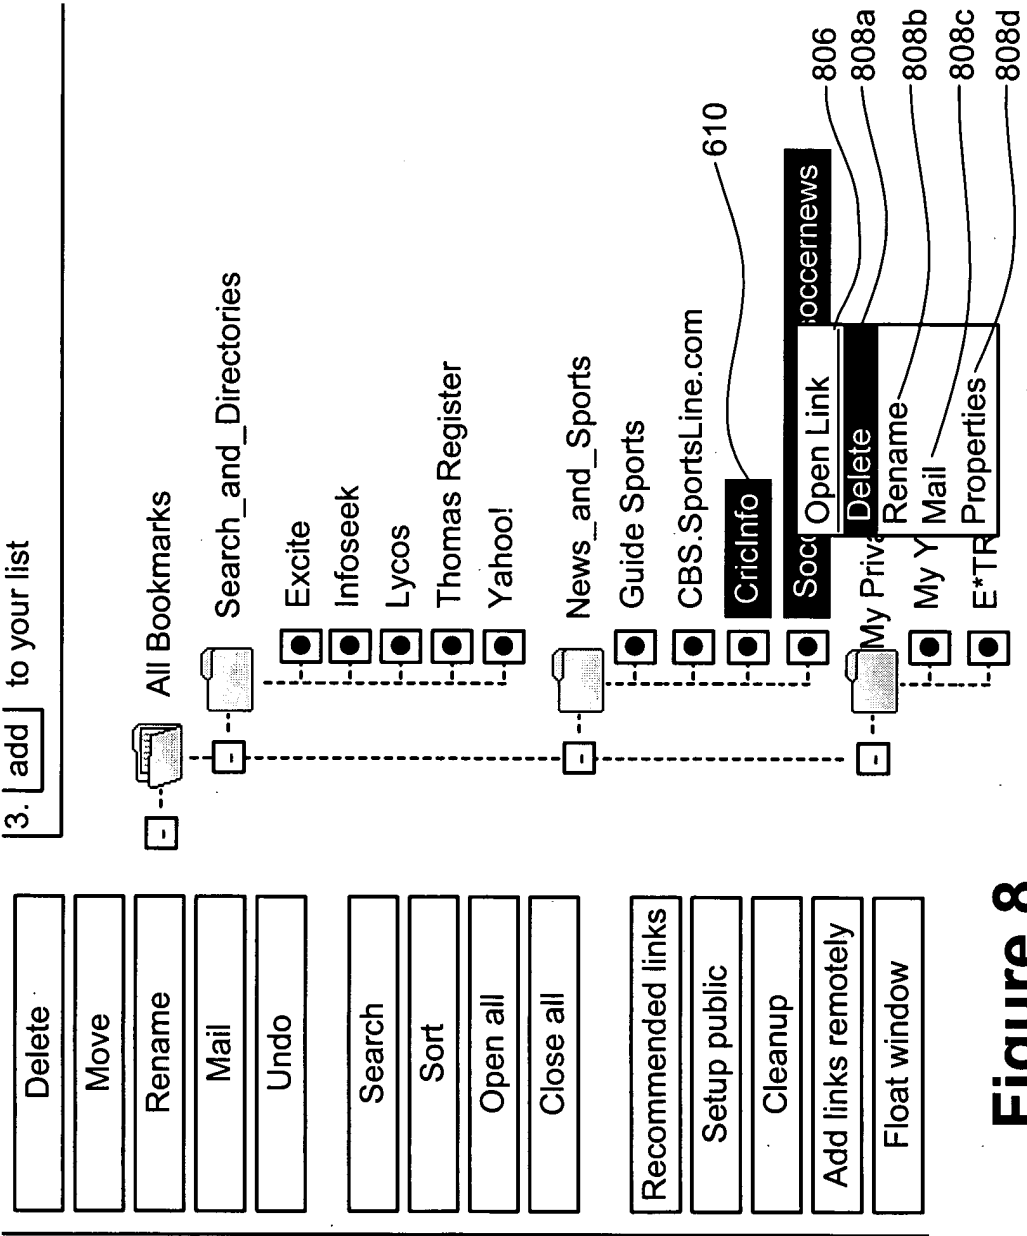 3. add to your list
Delete
Move
Rename
Mail
Undo
Search
Sort
Open all
Close all
Recommended links
Setup public
Cleanup
Add links remotely
Float window
All Bookmarks
Search_and_Directories
Excite
Infoseek
Lycos
Thomas Register
Yahoo!
News_and_Sports
Guide Sports
CBS.SportsLine.com
CricInfo
610
Socc
occernews
Open Link
806
Delete
808a
My Priva
Rename
808b
My Y
Mail
808c
E*TR
Properties
808d
Figure 8